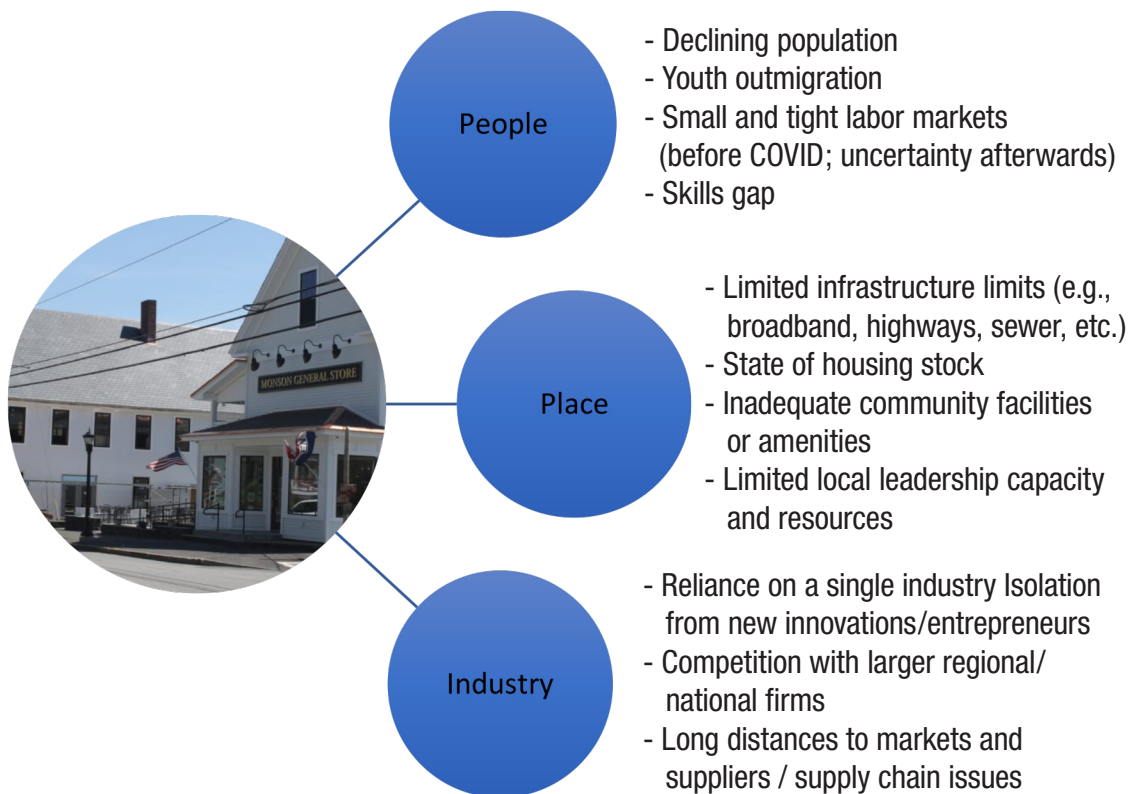 People
- Declining population
- Youth outmigration
- Small and tight labor markets
(before COVID; uncertainty afterwards)
- Skills gap
MONSON GENERAL STORE
Place
- Limited infrastructure limits (e.g.,
broadband, highways, sewer, etc.)
- State of housing stock
- Inadequate community facilities
or amenities
- Limited local leadership capacity
and resources
Industry
- Reliance on a single industry Isolation
from new innovations/entrepreneurs
- Competition with larger regional/
national firms
- Long distances to markets and
suppliers / supply chain issues